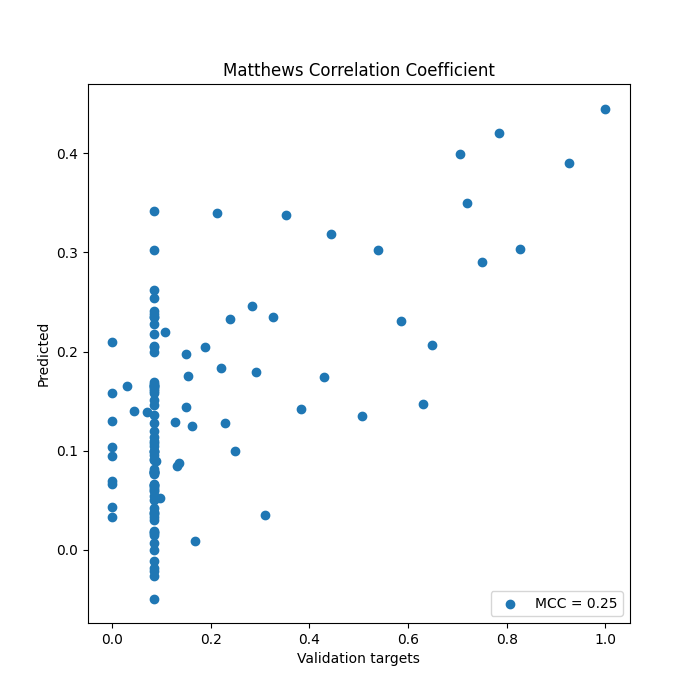 Matthews Correlation Coefficient
0.4
0.3
0.2
0.1
0.0
Predicted
MCC = 0.25
0.0 0.2 0.4 0.6 0.8 1.0
Validation targets